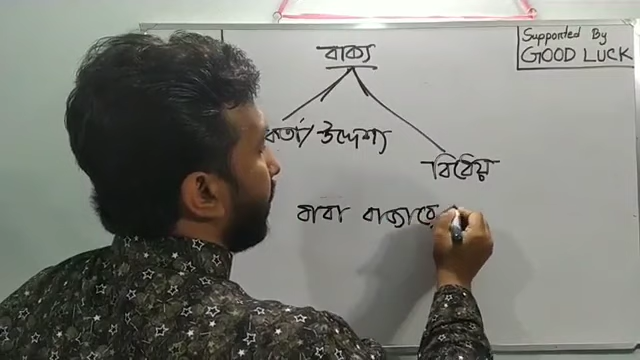 Supported By
GOOD LUCK
বাক্য
কর্তা/উদ্দেশ্য
বিধেয়
বাবা বাজারে